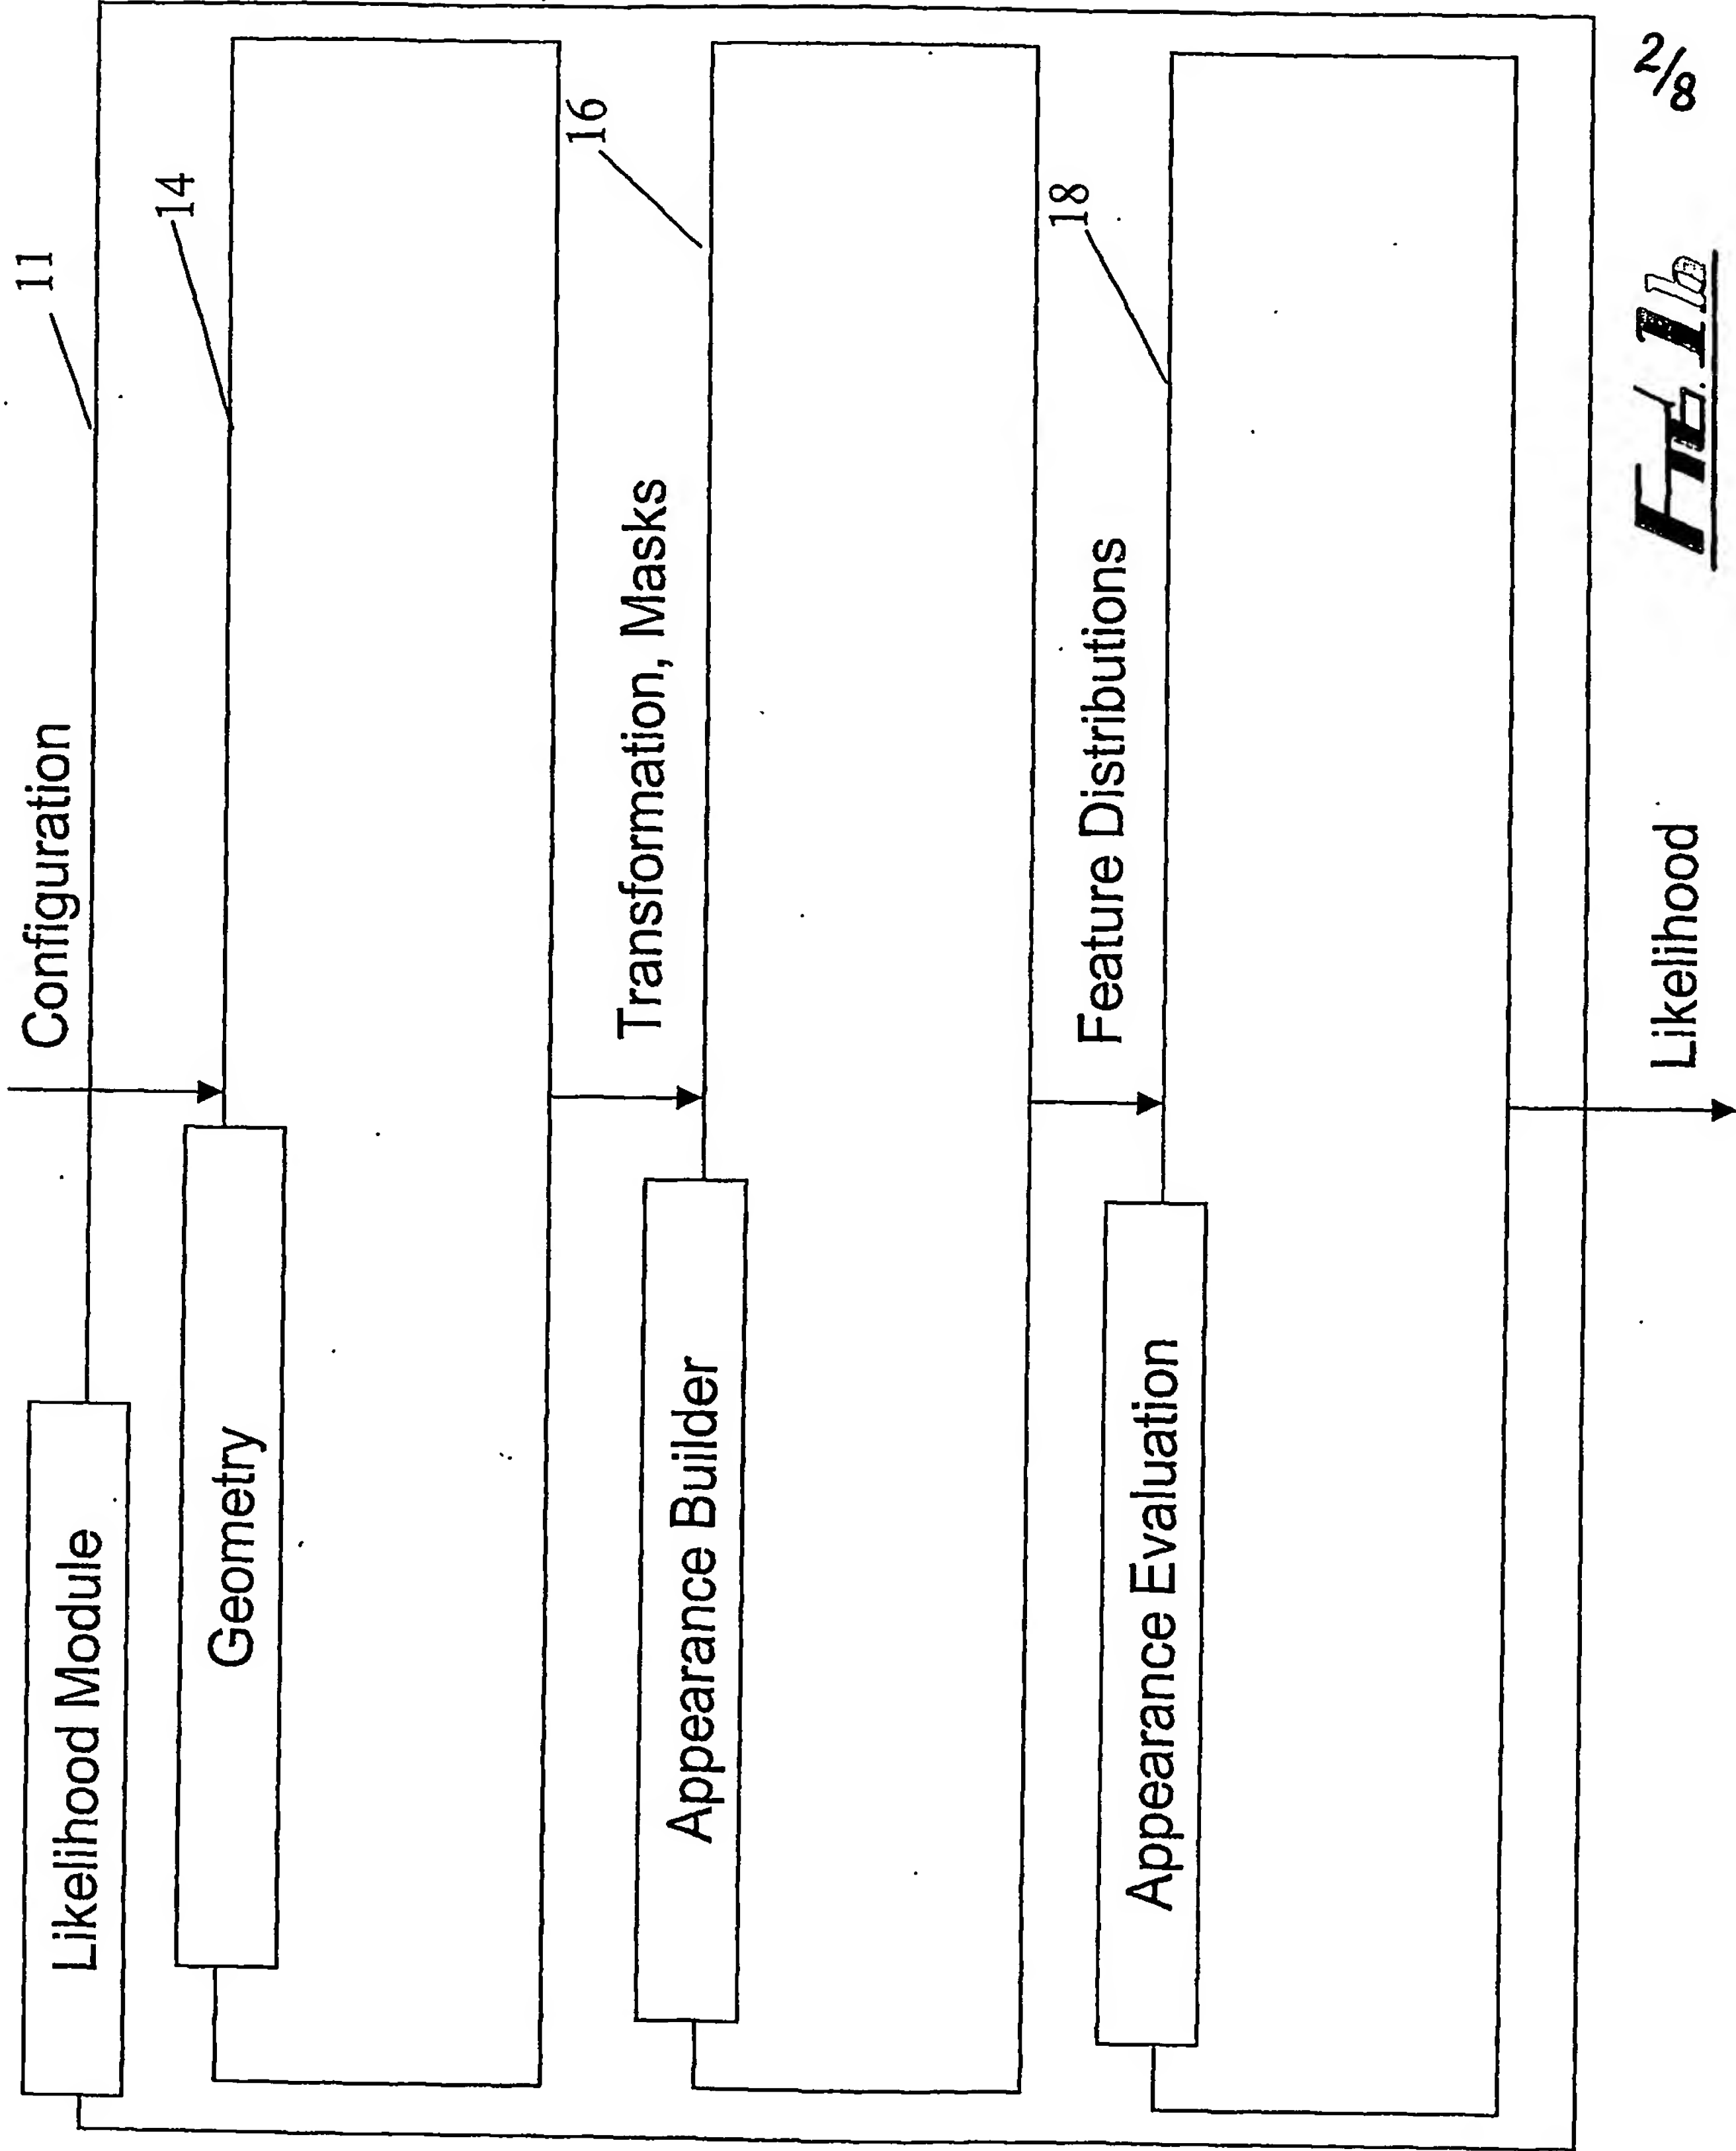 2/8
11
Configuration
Likelihood Module
14
Geometry
16
Transformation, Masks
Appearance Builder
18
Feature Distributions
Appearance Evaluation
Likelihood
Fig. 1b